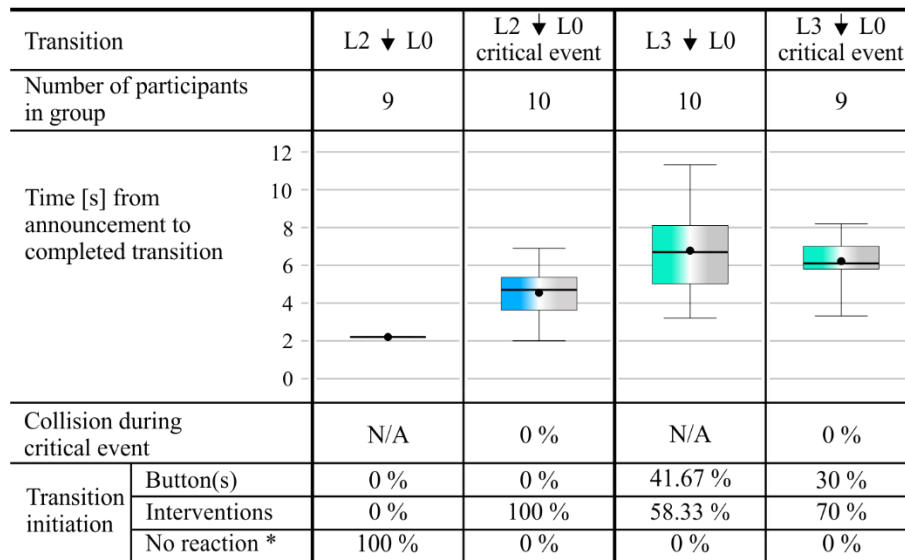 Transition L2 ↓ L0 L2 ↓ L0 critical event L3 ↓ L0 L3 ↓ L0 critical event
Number of participants in group 9 10 10 9
Time [s] from
announcement to
completed transition
12
10
8
6
4
2
0
Collision during critical event N/A 0 % N/A 0 %
Transition initiation
Button(s) 0 % 0 % 41.67 % 30 %
Interventions 0 % 100 % 58.33 % 70 %
No reaction * 100 % 0 % 0 % 0 %